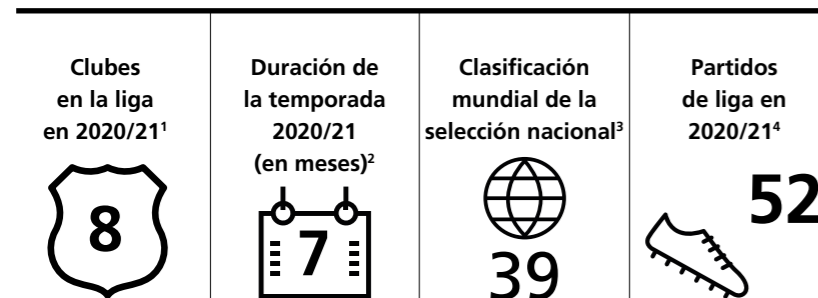 Clubes
en la liga
en 2020/21¹
8
Duración de
la temporada
2020/21
(en meses)²
7
Clasificación
mundial de la
selección nacional³
39
Partidos
de liga en
2020/21⁴
52